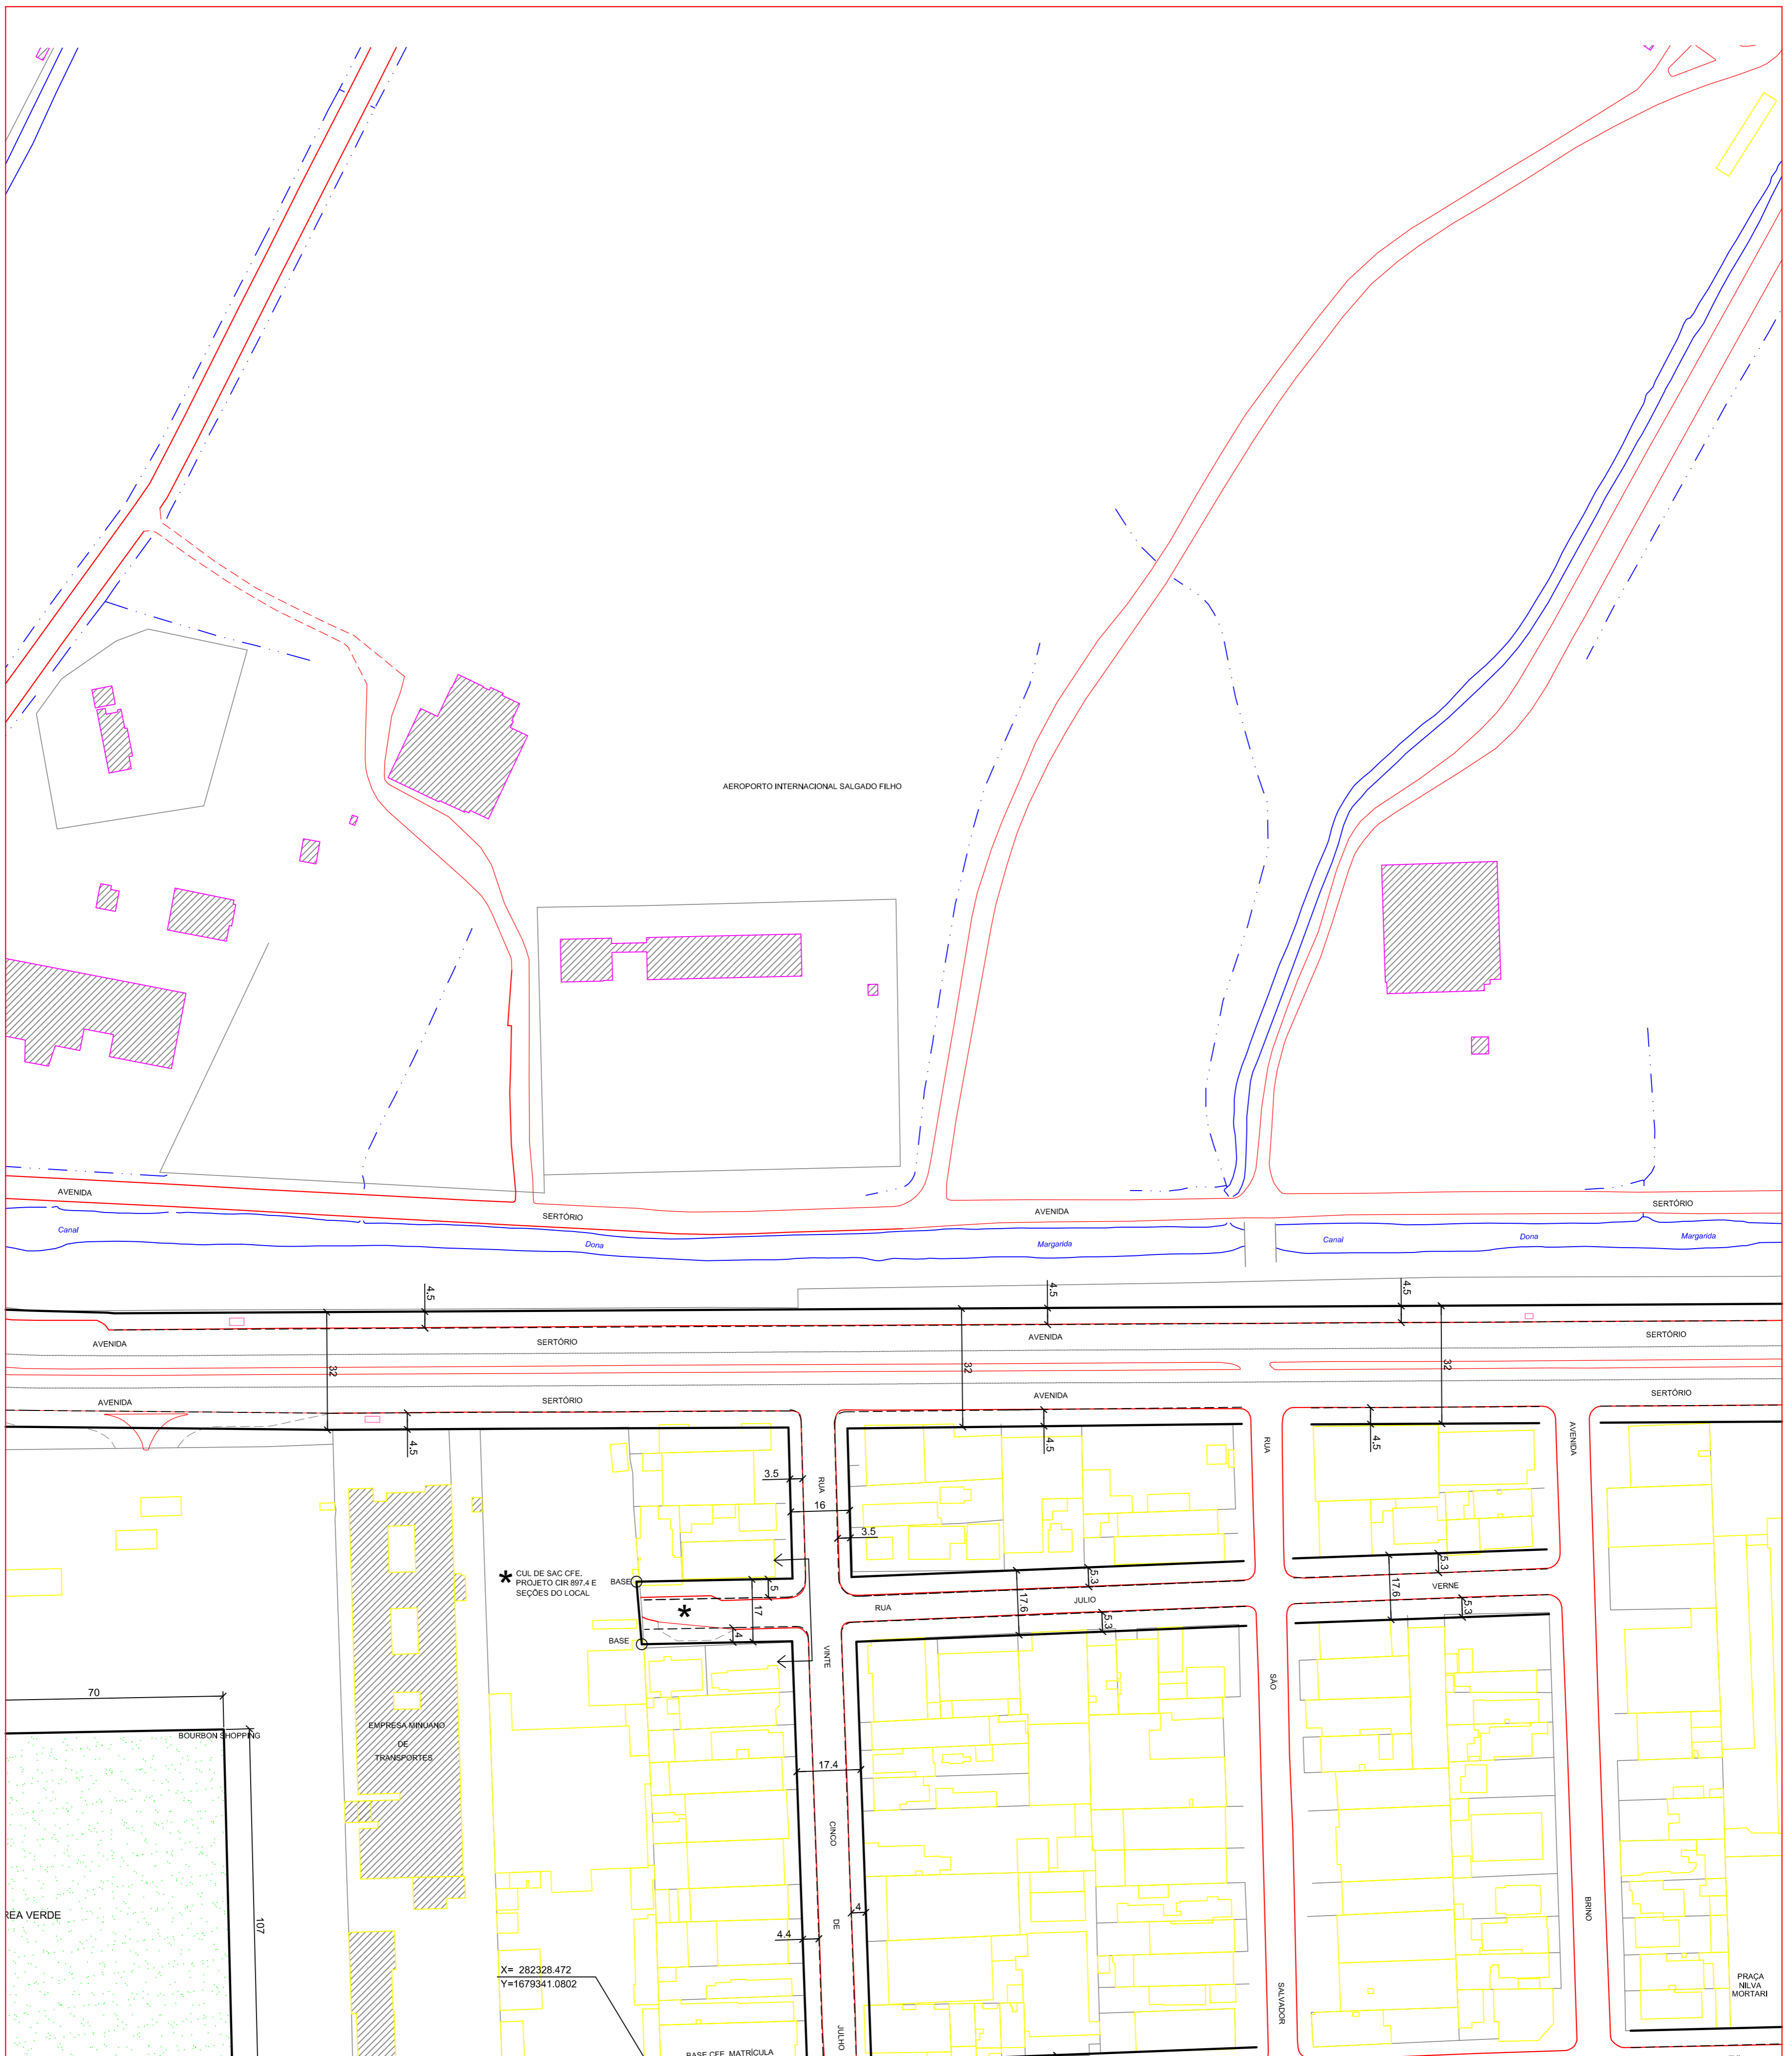 AEROPORTO INTERNACIONAL SALGADO FILHO
AVENIDA
SERTÓRIO
AVENIDA
SERTÓRIO
Canal
Dona
Margarida
Canal
Dona
Margarida
4.5
4.5
4.5
AVENIDA
SERTÓRIO
AVENIDA
SERTÓRIO
32
32
32
AVENIDA
SERTÓRIO
AVENIDA
SERTÓRIO
4.5
4.5
4.5
RUA
AVENIDA
3.5
RUA
16
3.5
* CUL DE SAC CFE.
PROJETO CIR 897.4 E
SEÇÕES DO LOCAL
BASE
5
17
5.3
5.3
17.6
17.6
VERNE
RUA
JULIO
*
4
5.3
5.3
BASE
VINTE
SÃO
70
BOURBON SHOPPING
EMPRESA MINUANO
DE
TRANSPORTES
17.4
CINCO
4
DE
4.4
BRINO
REA VERDE
107
X= 282328.472
Y=1679341.0802
PRAÇA
NILVA
MORTARI
SALVADOR
JULHO
BASE CFE. MATRÍCULA